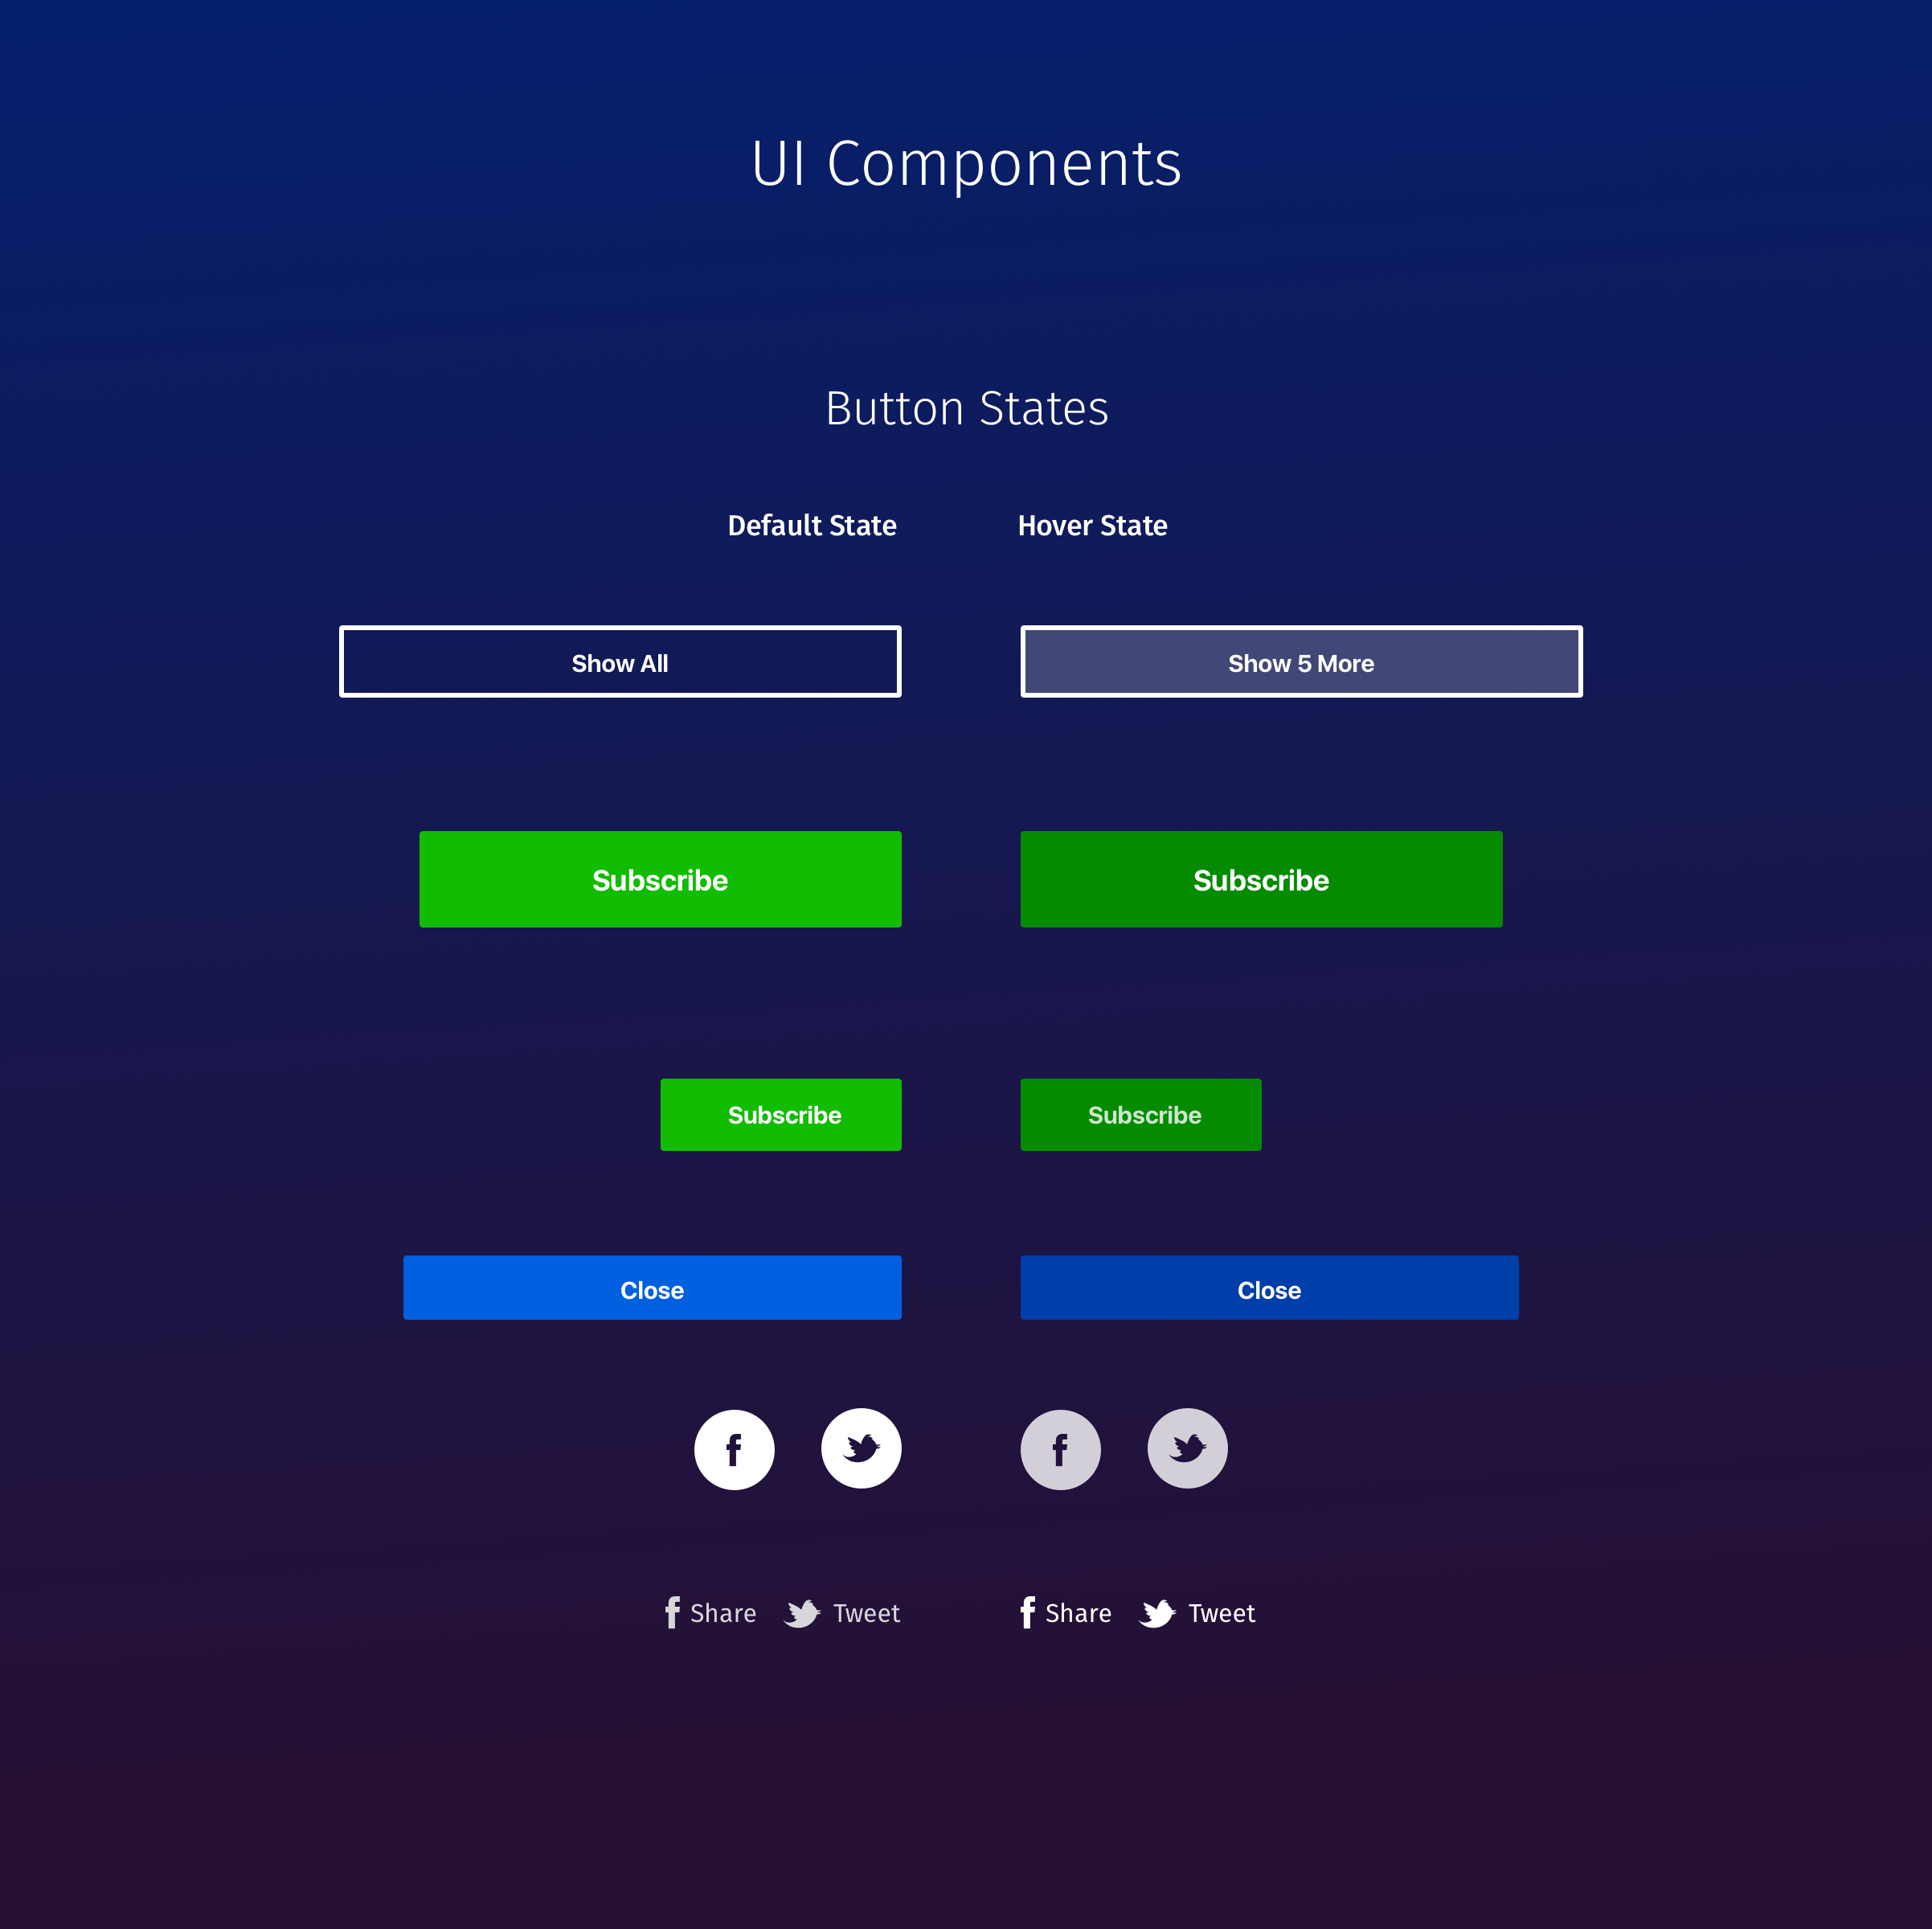 UI Components
Button States
Default State Hover State
Show All Show 5 More
Subscribe Subscribe
Subscribe Subscribe
Close Close
Share Tweet Share Tweet